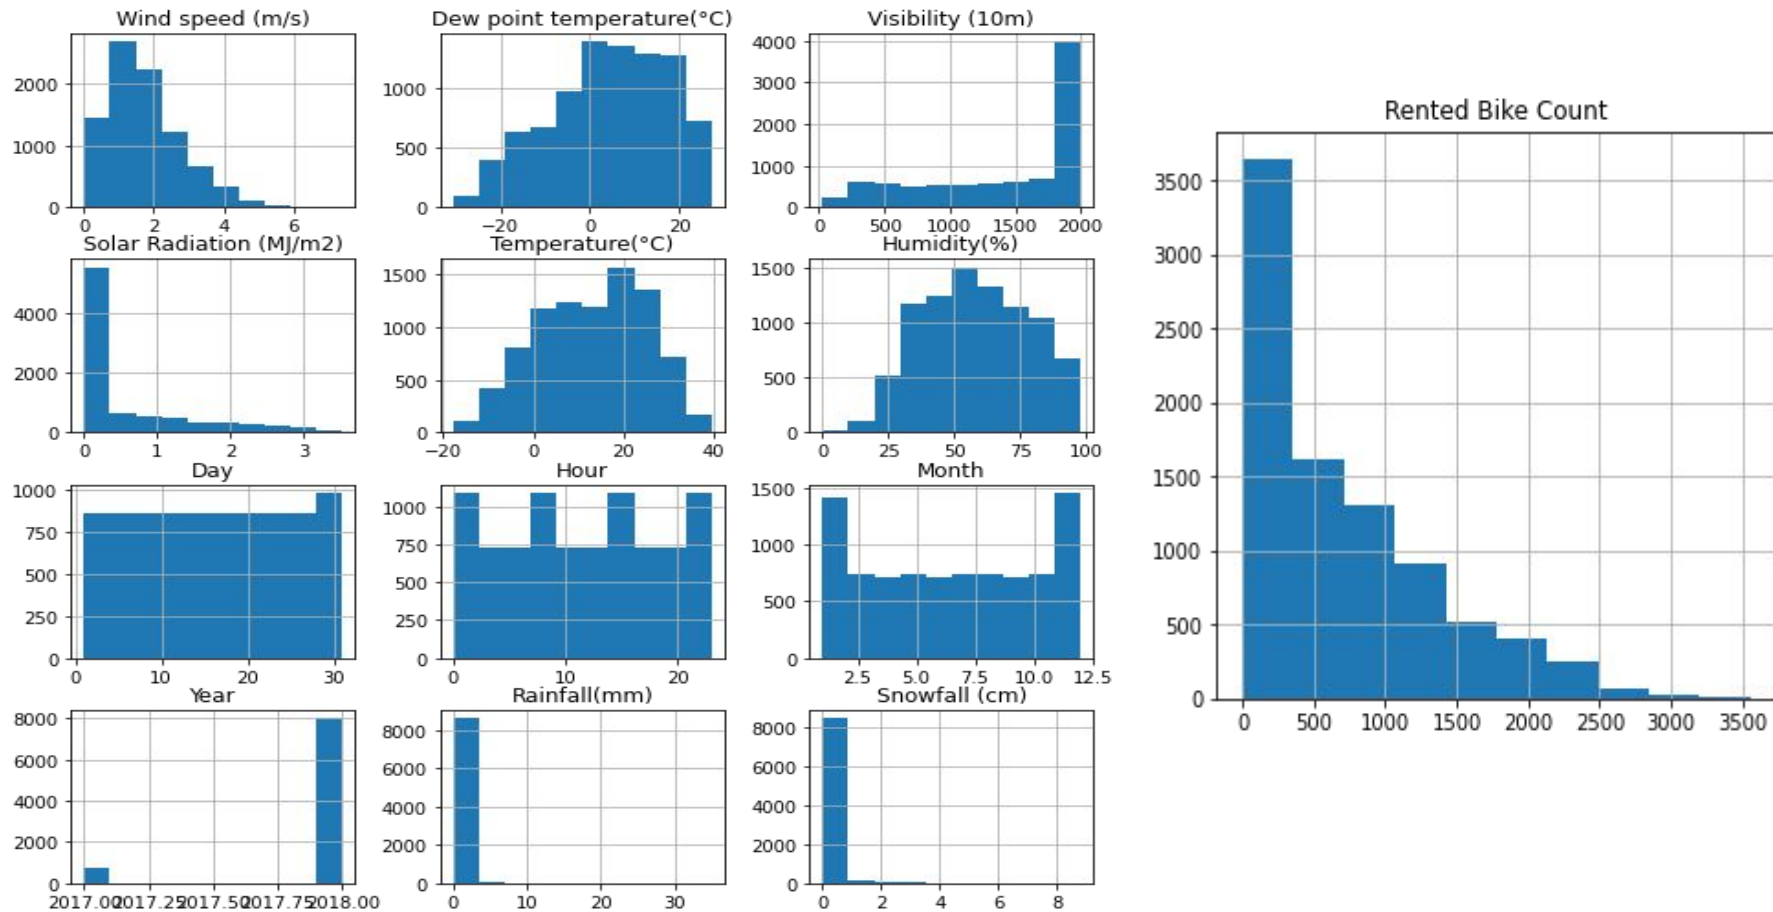 Wind speed (m/s)
2000
1000
0
0 2 4 6
Dew point temperature(°C)
1000
500
0
−20 0 20
Visibility (10m)
4000
3000
2000
1000
0
0 500 1000 1500 2000
Solar Radiation (MJ/m2)
4000
2000
0
0 1 2 3
Temperature(°C)
1500
1000
500
0
−20 0 20 40
Humidity(%)
1500
1000
500
0
0 25 50 75 100
Day
1000
750
500
250
0
0 10 20 30
Hour
1000
750
500
250
0
0 10 20
Month
1500
1000
500
0
2.5 5.0 7.5 10.0 12.5
Year
8000
6000
4000
2000
0
2017.00 2017.25 2017.50 2017.75 2018.00
Rainfall(mm)
8000
6000
4000
2000
0
0 10 20 30
Snowfall (cm)
8000
6000
4000
2000
0
0 2 4 6 8
Rented Bike Count
3500
3000
2500
2000
1500
1000
500
0
0 500 1000 1500 2000 2500 3000 3500